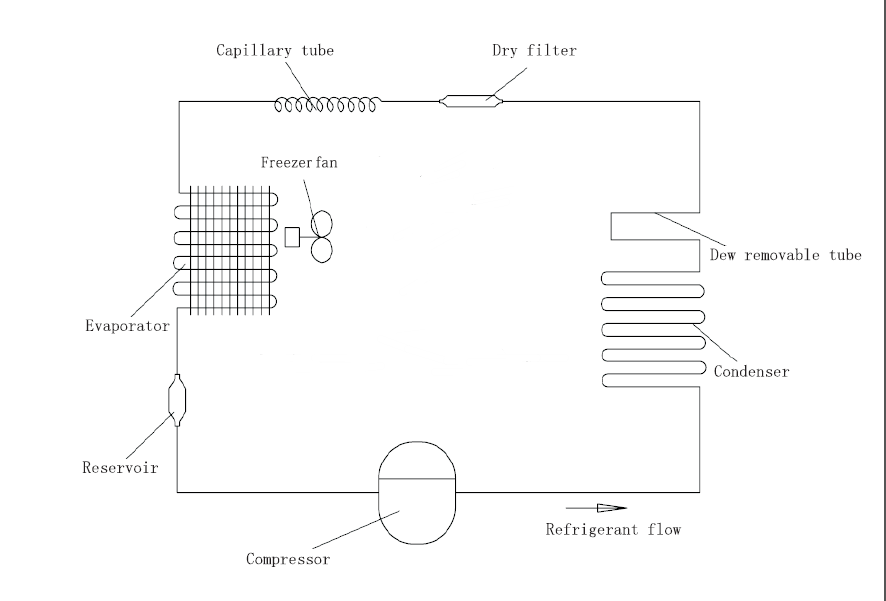 Capillary tube
Dry filter
Freezer fan
Dew removable tube
Evaporator
Condenser
Reservoir
Refrigerant flow
Compressor